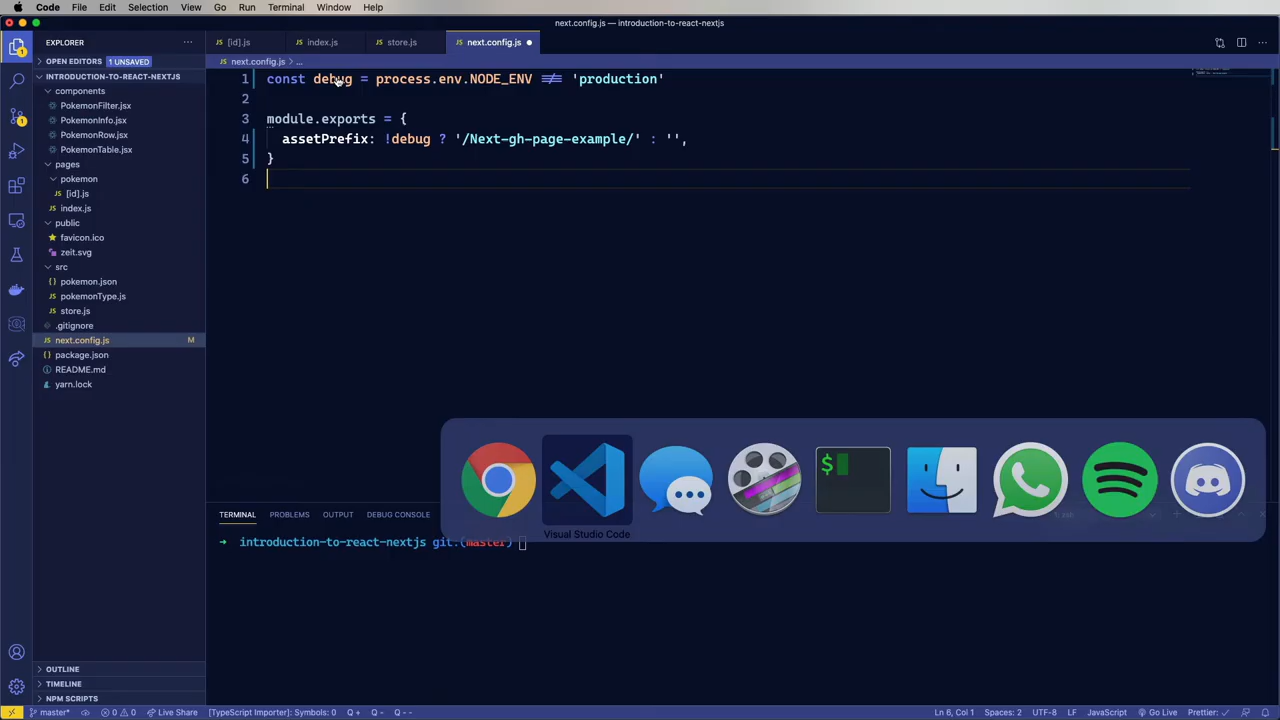 Code File Edit Selection View Go Run Terminal Window Help
next.config.js — introduction-to-react-nextjs
EXPLORER
[id].js
index.js
store.js
next.config.js
OPEN EDITORS 1 UNSAVED
next.config.js > ...
INTRODUCTION-TO-REACT-NEXTJS
components
PokemonFilter.jsx
PokemonInfo.jsx
PokemonRow.jsx
PokemonTable.jsx
pages
pokemon
[id].js
index.js
public
favicon.ico
zeit.svg
src
pokemon.json
pokemonType.js
store.js
.gitignore
next.config.js M
package.json
README.md
yarn.lock
OUTLINE
TIMELINE
NPM SCRIPTS
1 const debug = process.env.NODE_ENV !== 'production'
2
3 module.exports = {
4 assetPrefix: !debug ? '/Next-gh-page-example/' : '',
5 }
6
$
Visual Studio Code
TERMINAL PROBLEMS OUTPUT DEBUG CONSOLE
1: zsh
→ introduction-to-react-nextjs git:(master)
master* 0 0 Live Share [TypeScript Importer]: Symbols: 0 Q+ Q- Q-- Ln 6, Col 1 Spaces: 2 UTF-8 LF JavaScript Go Live Prettier: ✓